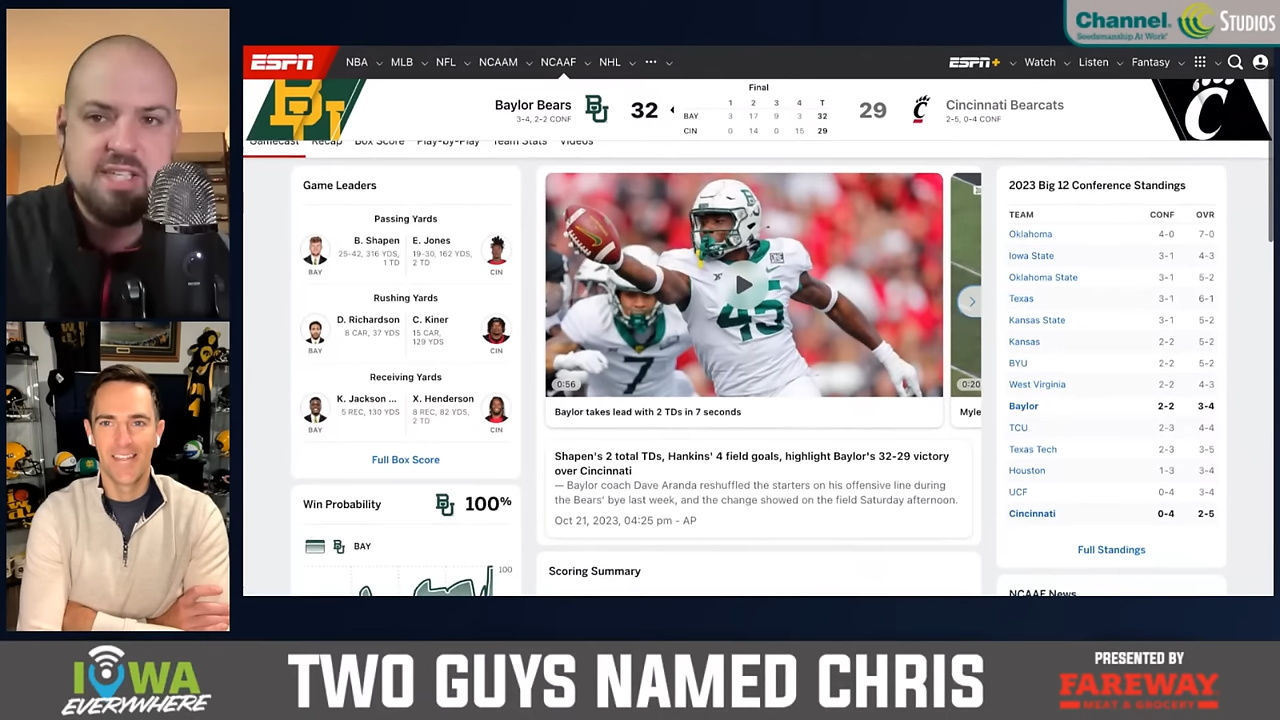 Channel
Seedsmanship At Work
STUDIOS
ESPN NBA MLB NFL NCAAM NCAAF NHL ESPN+ Watch Listen Fantasy
Final
Baylor Bears 32 29 Cincinnati Bearcats
3-4, 2-2 CONF 2-5, 0-4 CONF
1 2 3 4 T
BAY 3 17 9 3 32
CIN 0 14 0 15 29
Gamecast Recap Box Score Play-by-Play Team Stats Videos
Game Leaders
Passing Yards
B. Shapen E. Jones
25-42, 316 YDS, 19-30, 162 YDS,
1 TD 2 TD
BAY CIN
Rushing Yards
D. Richardson C. Kiner
8 CAR, 37 YDS 15 CAR,
129 YDS
BAY CIN
Receiving Yards
K. Jackson ... X. Henderson
5 REC, 130 YDS 8 REC, 82 YDS,
2 TD
BAY CIN
Full Box Score
Win Probability 100%
BAY
100
45
7
0:56
0:20
Baylor takes lead with 2 TDs in 7 seconds
Myle
Shapen's 2 total TDs, Hankins' 4 field goals, highlight Baylor's 32-29 victory
over Cincinnati
— Baylor coach Dave Aranda reshuffled the starters on his offensive line during
the Bears' bye last week, and the change showed on the field Saturday afternoon.
Oct 21, 2023, 04:25 pm - AP
Scoring Summary
2023 Big 12 Conference Standings
TEAM CONF OVR
Oklahoma 4-0 7-0
Iowa State 3-1 4-3
Oklahoma State 3-1 5-2
Texas 3-1 6-1
Kansas State 3-1 5-2
Kansas 2-2 5-2
BYU 2-2 5-2
West Virginia 2-2 4-3
Baylor 2-2 3-4
TCU 2-3 4-4
Texas Tech 2-3 3-5
Houston 1-3 3-4
UCF 0-4 3-4
Cincinnati 0-4 2-5
Full Standings
NCAAF News
IOWA
EVERYWHERE
TWO GUYS NAMED CHRIS
PRESENTED BY
FAREWAY
MEAT & GROCERY